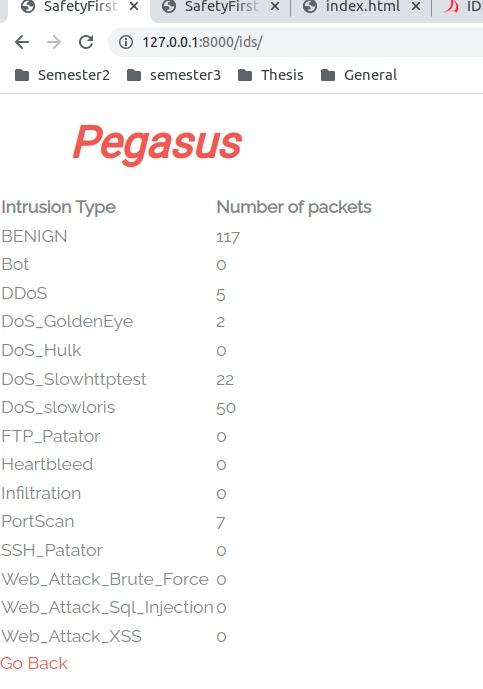 SafetyFirst
SafetyFirst
index.html
ID
127.0.0.1:8000/ids/
Semester2
semester3
Thesis
General
Pegasus
Intrusion Type Number of packets
BENIGN 117
Bot 0
DDoS 5
DoS_GoldenEye 2
DoS_Hulk 0
DoS_Slowhttptest 22
DoS_slowloris 50
FTP_Patator 0
Heartbleed 0
Infiltration 0
PortScan 7
SSH_Patator 0
Web_Attack_Brute_Force 0
Web_Attack_Sql_Injection 0
Web_Attack_XSS 0
Go Back